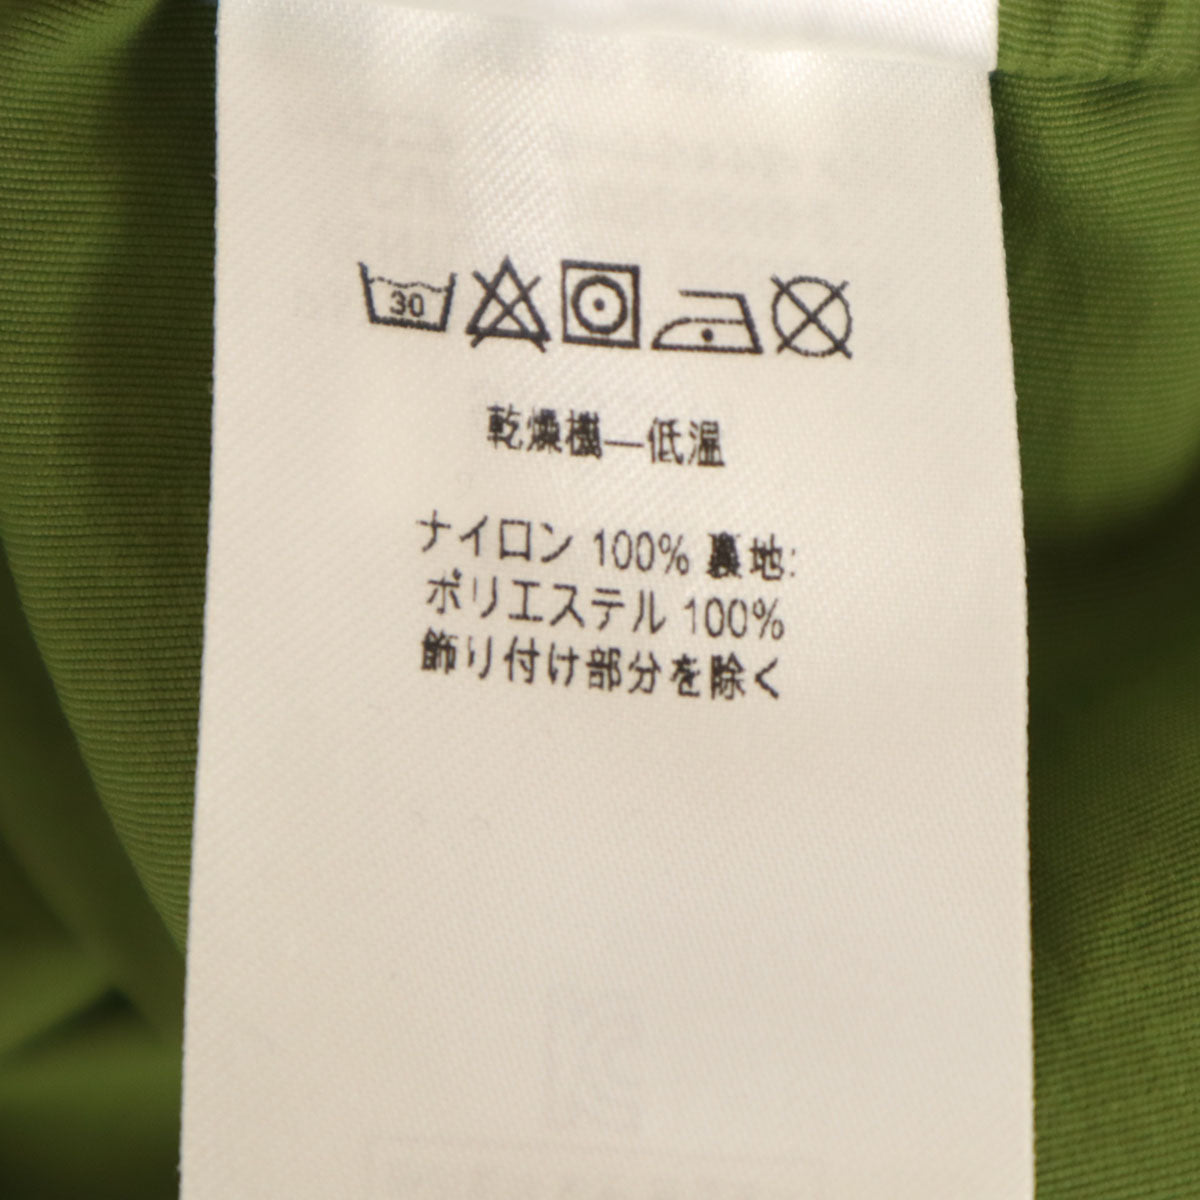 30
乾燥機—低温
ナイロン 100% 裏地:
ポリエステル 100%
飾り付け部分を除く